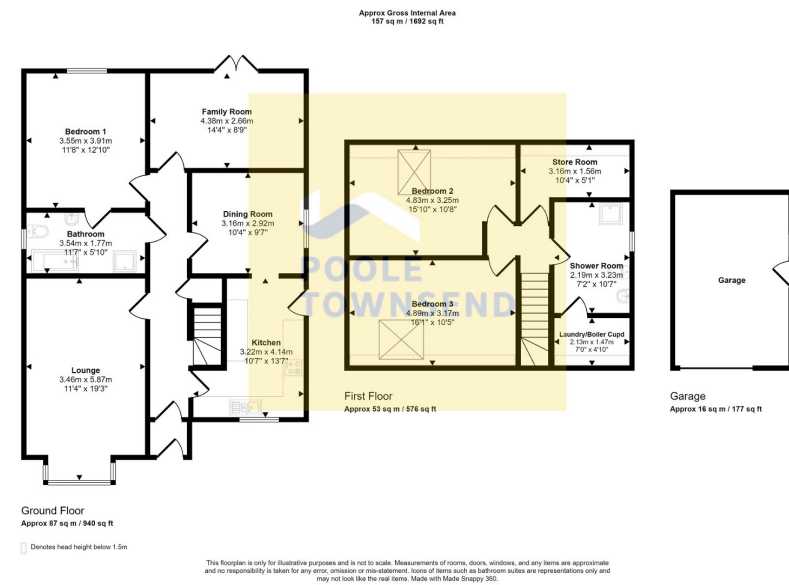 Approx Gross Internal Area
157 sq m / 1692 sq ft
Family Room
4.38m x 2.66m
14'4" x 8'9"
Bedroom 1
3.55m x 3.91m
11'8" x 12'10"
Dining Room
3.16m x 2.92m
10'4" x 9'7"
Bathroom
3.54m x 1.77m
11'7" x 5'10"
Lounge
3.46m x 5.87m
11'4" x 19'3"
Kitchen
3.22m x 4.14m
10'7" x 13'7"
Ground Floor
Approx 87 sq m / 940 sq ft
Denotes head height below 1.5m
POOLE
TOWNSEND
Store Room
3.16m x 1.56m
10'4" x 5'1"
Bedroom 2
4.83m x 3.25m
15'10" x 10'8"
Shower Room
2.19m x 3.23m
7'2" x 10'7"
Bedroom 3
4.89m x 3.17m
16'1" x 10'5"
Laundry/Boiler Cupd
2.13m x 1.47m
7'0" x 4'10"
First Floor
Approx 53 sq m / 576 sq ft
Garage
Garage
Approx 16 sq m / 177 sq ft
This floorplan is only for illustrative purposes and is not to scale. Measurements of rooms, doors, windows, and any items are approximate
and no responsibility is taken for any error, omission or mis-statement. Icons of items such as bathroom suites are representations only and
may not look like the real items. Made with Made Snappy 360.